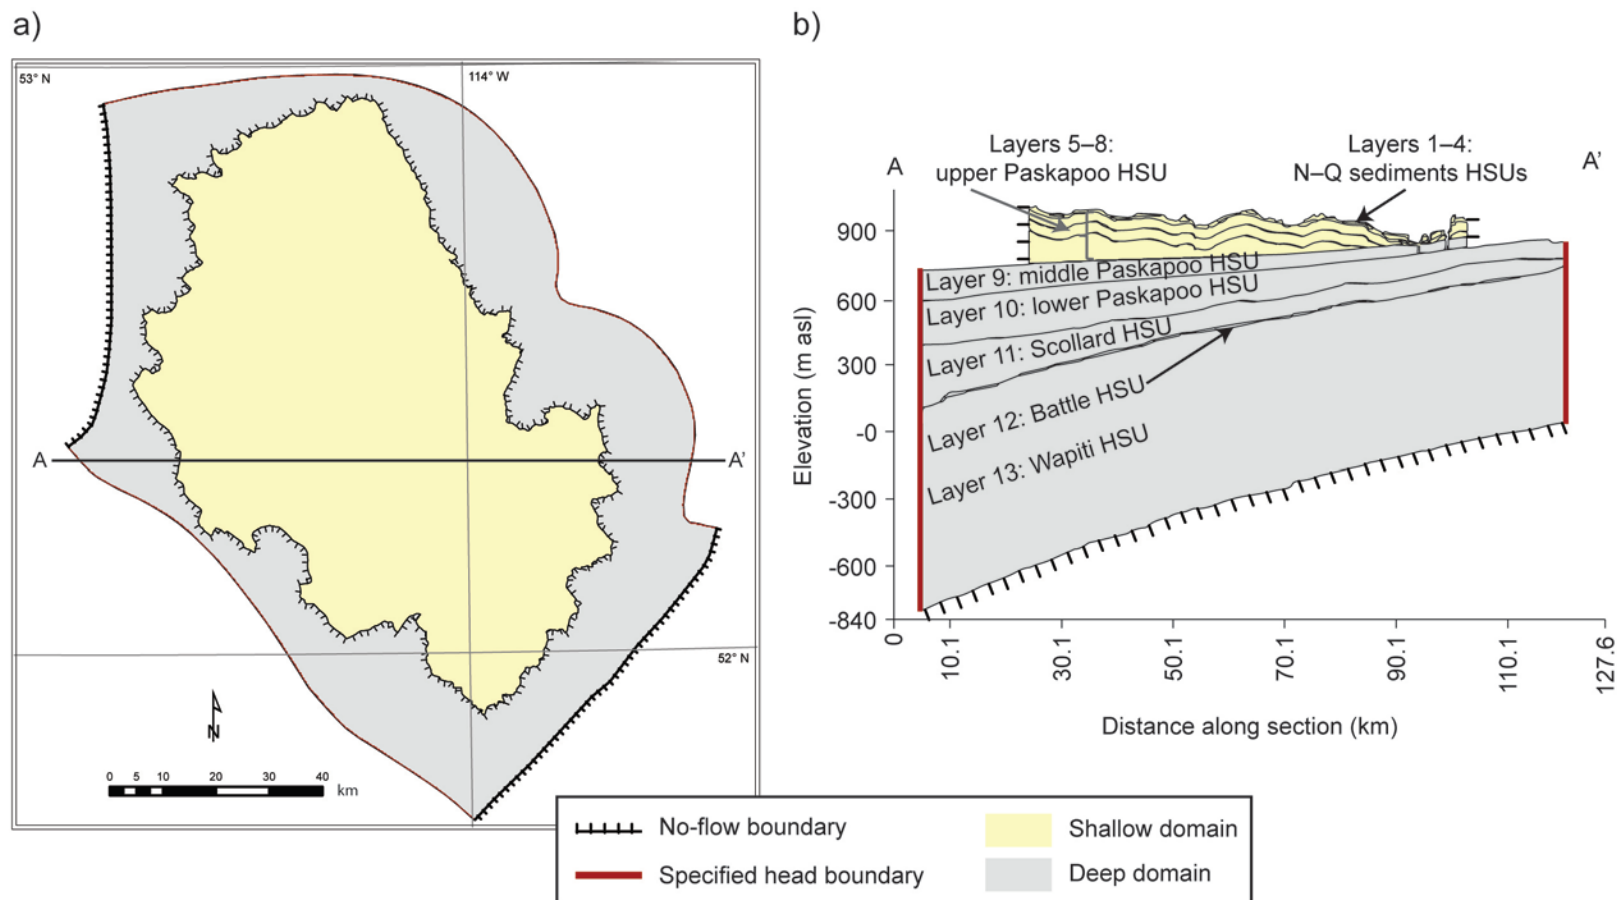 a)
53° N
114° W
A
A'
52° N
N
0 5 10 20 30 40
km
b)
Layers 5–8:
upper Paskapoo HSU
Layers 1–4:
N–Q sediments HSUs
A
A'
Elevation (m asl)
900
600
300
-0
-300
-600
-840
Layer 9: middle Paskapoo HSU
Layer 10: lower Paskapoo HSU
Layer 11: Scollard HSU
Layer 12: Battle HSU
Layer 13: Wapiti HSU
0
10.1
30.1
50.1
70.1
90.1
110.1
127.6
Distance along section (km)
No-flow boundary
Specified head boundary
Shallow domain
Deep domain